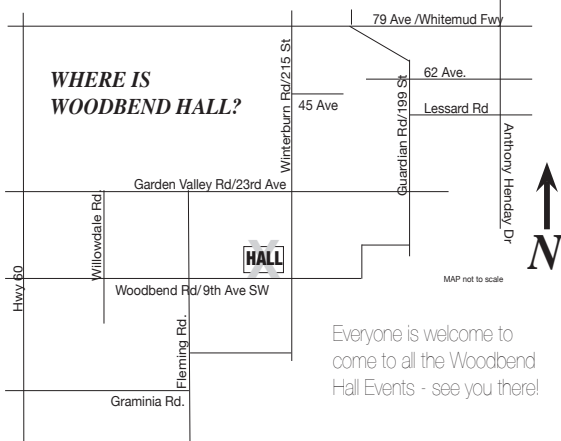 79 Ave /Whitemud Fwy
WHERE IS
WOODBEND HALL?
Winterburn Rd/215 St
62 Ave.
45 Ave
Guardian Rd/199 St
Lessard Rd
Anthony Henday Dr
Garden Valley Rd/23rd Ave
Willowdale Rd.
N
HALL
X
Hwy 60
MAP not to scale
Woodbend Rd/9th Ave SW
Fleming Rd.
Everyone is welcome to
come to all the Woodbend
Hall Events - see you there!
Graminia Rd.